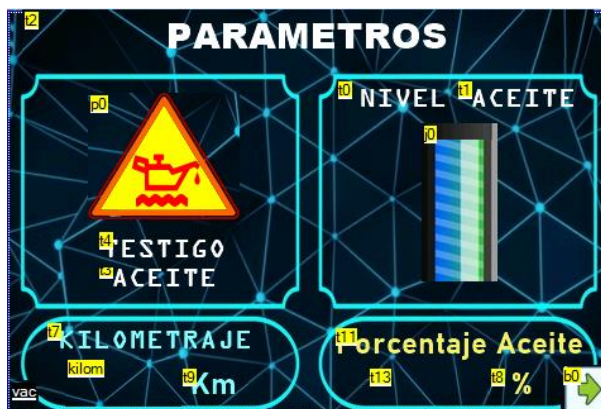 t2
PARÁMETROS
p0
t0 NIVEL t1 ACEITE
j0
t4 TESTIGO
t3 ACEITE
t7 KILOMETRAJE
kilom
t9 Km
t11 Porcentaje Aceite
t13
t8 %
b0
vac